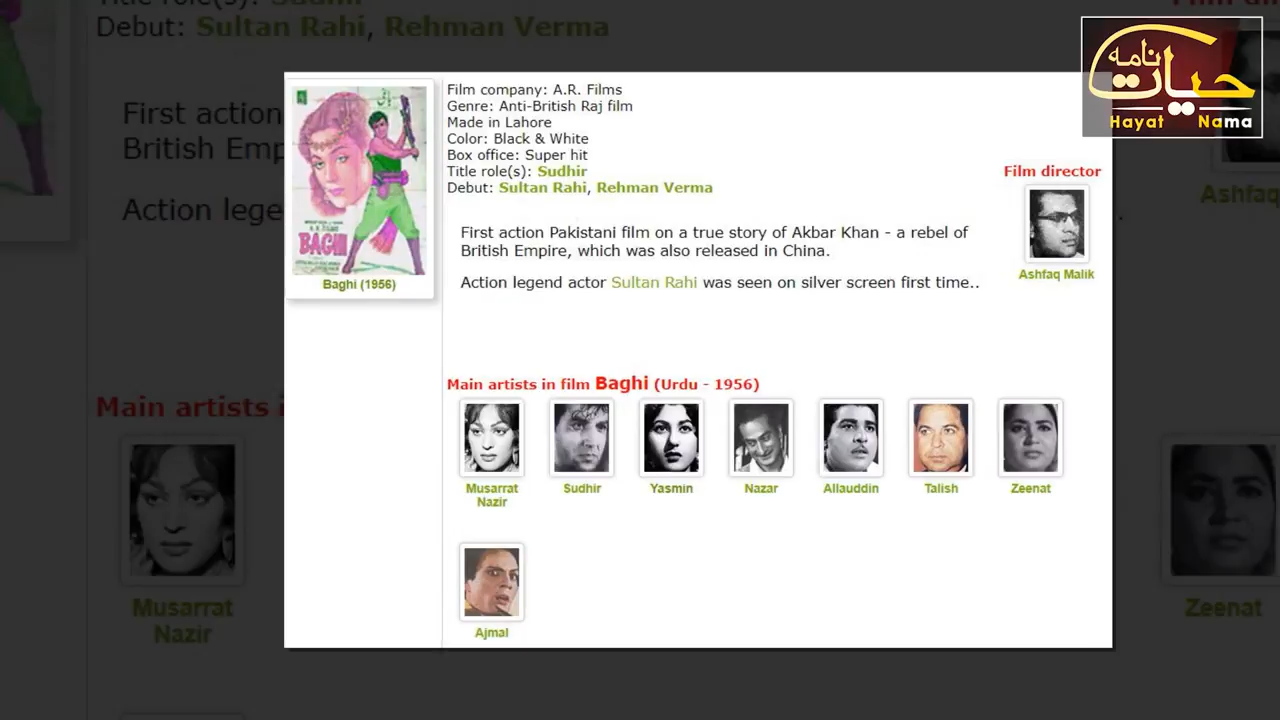 Title role(s): Sudhir
Debut: Sultan Rahi, Rehman Verma
First action
British Emp
Action lege
Main artists i
Musarrat
Nazir
Ashfaq
Zeenat
نامہ
حیات
Hayat Nama
BAGHI
Baghi (1956)
Film company: A.R. Films
Genre: Anti-British Raj film
Made in Lahore
Color: Black & White
Box office: Super hit
Title role(s): Sudhir
Debut: Sultan Rahi, Rehman Verma
Film director
Ashfaq Malik
First action Pakistani film on a true story of Akbar Khan - a rebel of
British Empire, which was also released in China.
Action legend actor Sultan Rahi was seen on silver screen first time..
Main artists in film Baghi (Urdu - 1956)
Musarrat
Nazir
Sudhir
Yasmin
Nazar
Allauddin
Talish
Zeenat
Ajmal